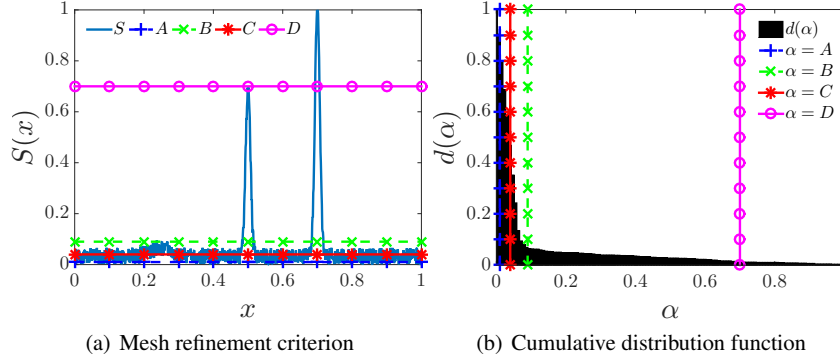 S A B C D
1
0.8
0.6
0.4
0.2
0
S(x)
0 0.2 0.4 0.6 0.8 1
x
(a) Mesh refinement criterion
d(α)
α = A
α = B
α = C
α = D
1
0.8
0.6
0.4
0.2
0
d(α)
0 0.2 0.4 0.6 0.8
α
(b) Cumulative distribution function